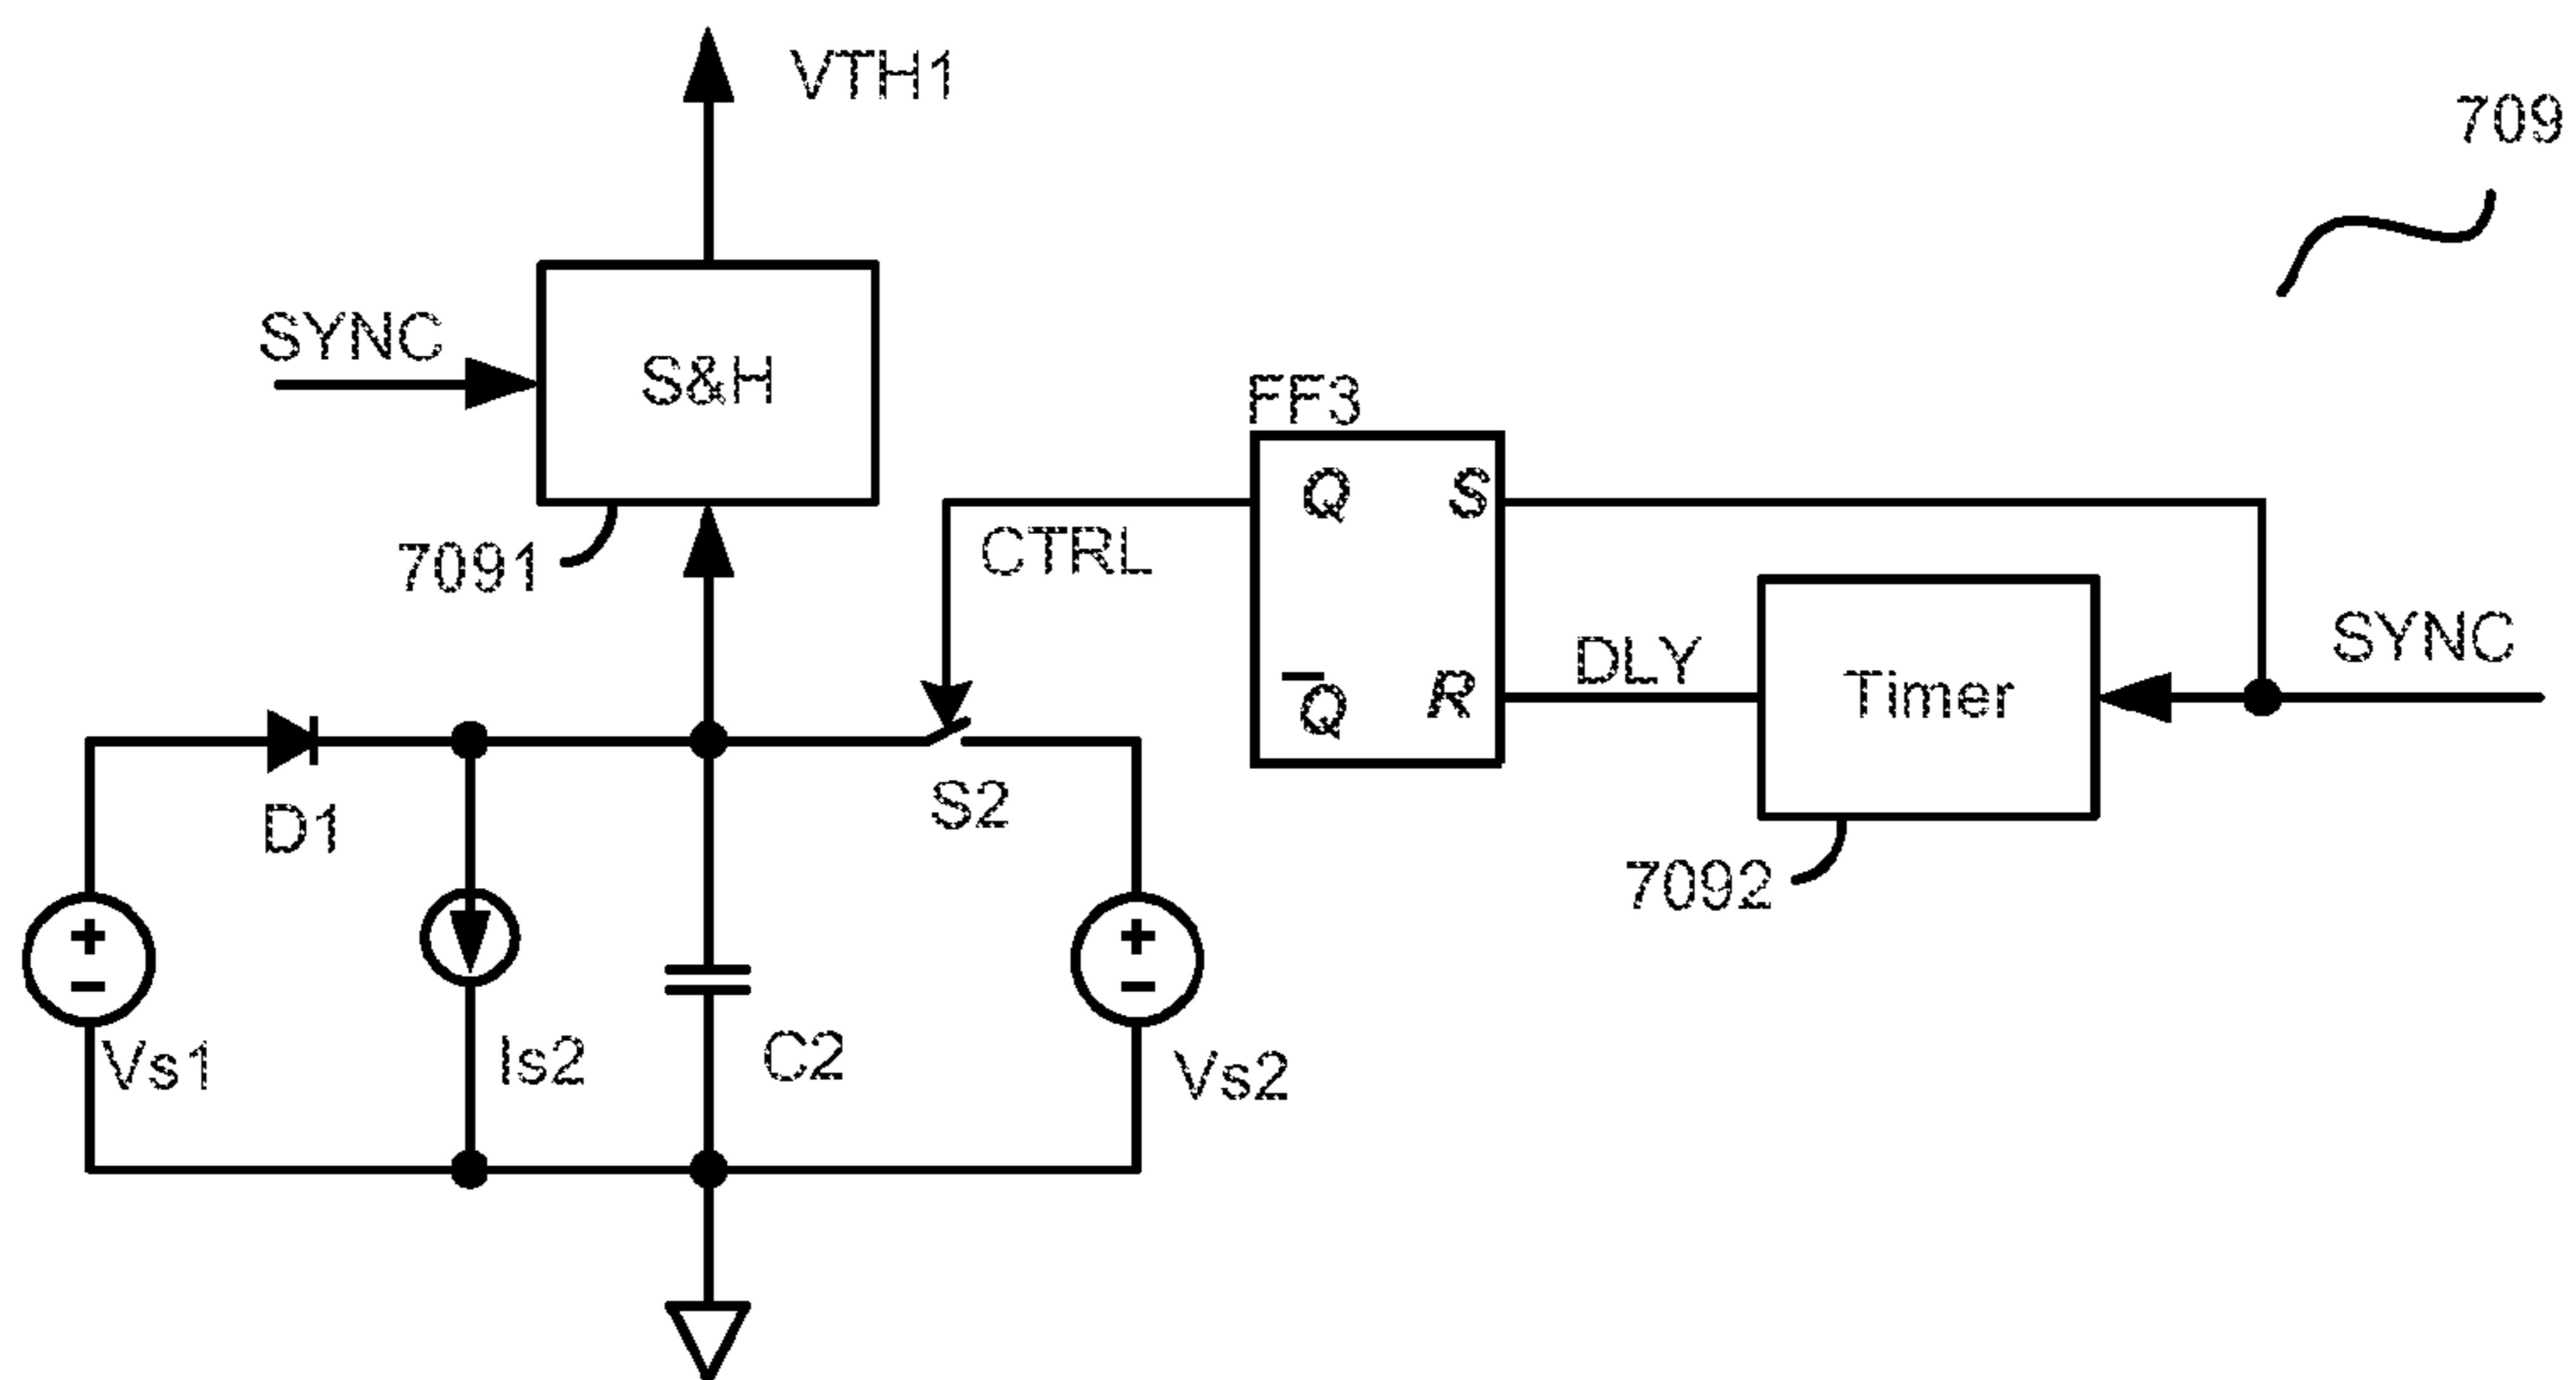 VTH1
709
SYNC
S&H
FF3
Q S
7091
CTRL
DLY
SYNC
Timer
Q R
D1
S2
7092
+
-
+
-
Vs1
Is2
C2
Vs2